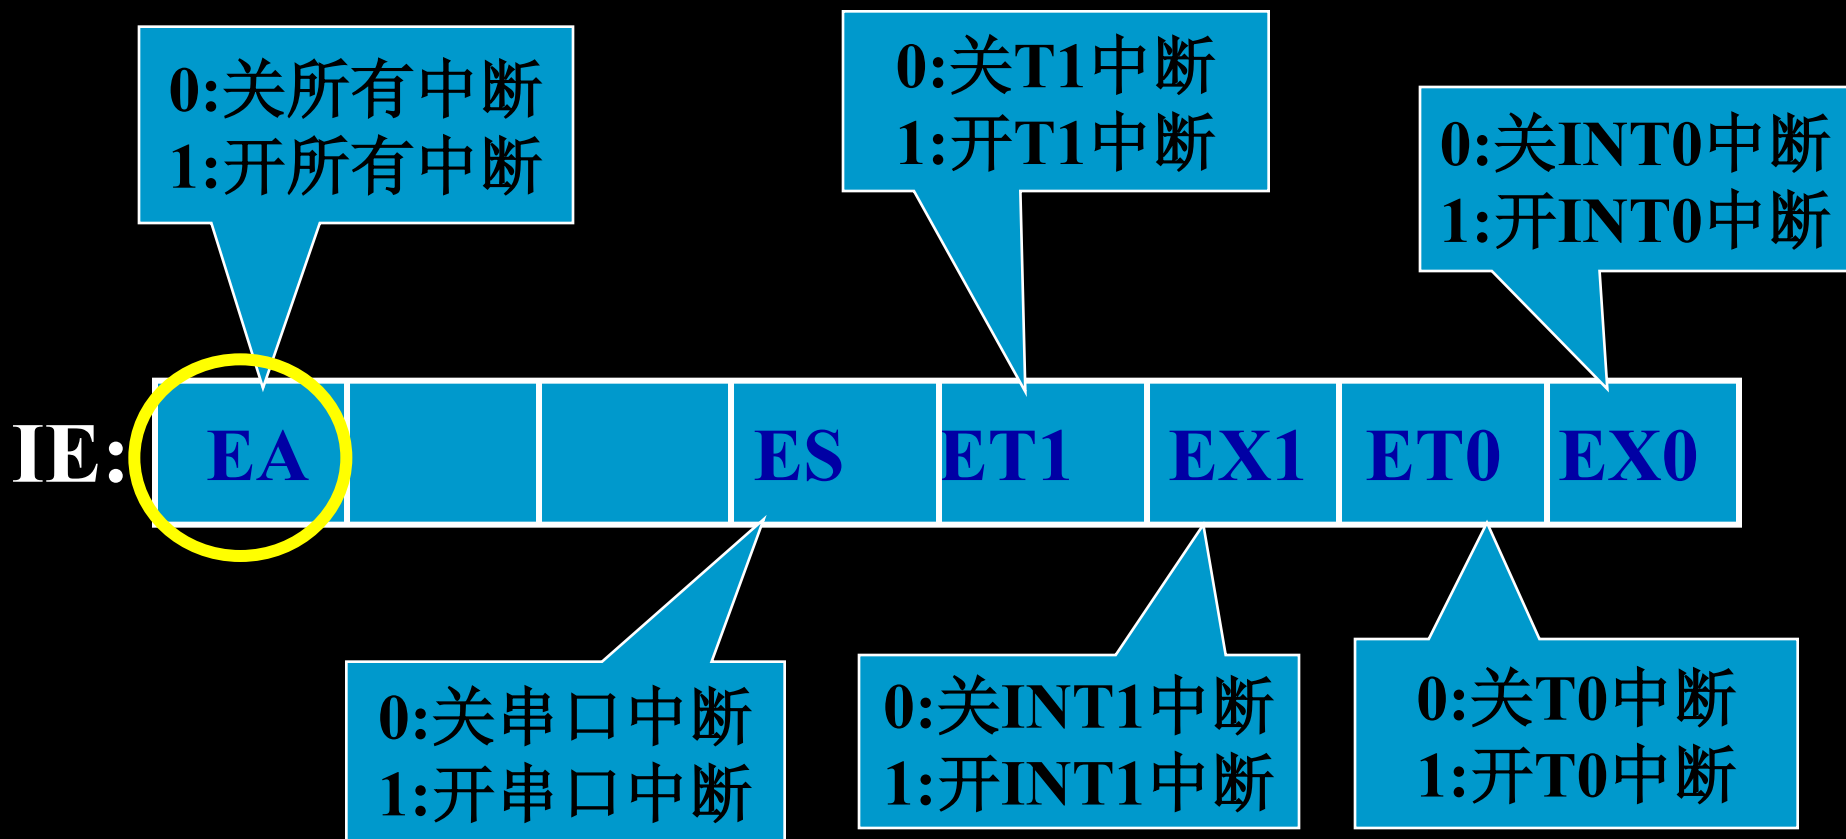 0:关所有中断
1:开所有中断
0:关T1中断
1:开T1中断
0:关INT0中断
1:开INT0中断
IE: EA ES ET1 EX1 ET0 EX0
0:关串口中断
1:开串口中断
0:关INT1中断
1:开INT1中断
0:关T0中断
1:开T0中断